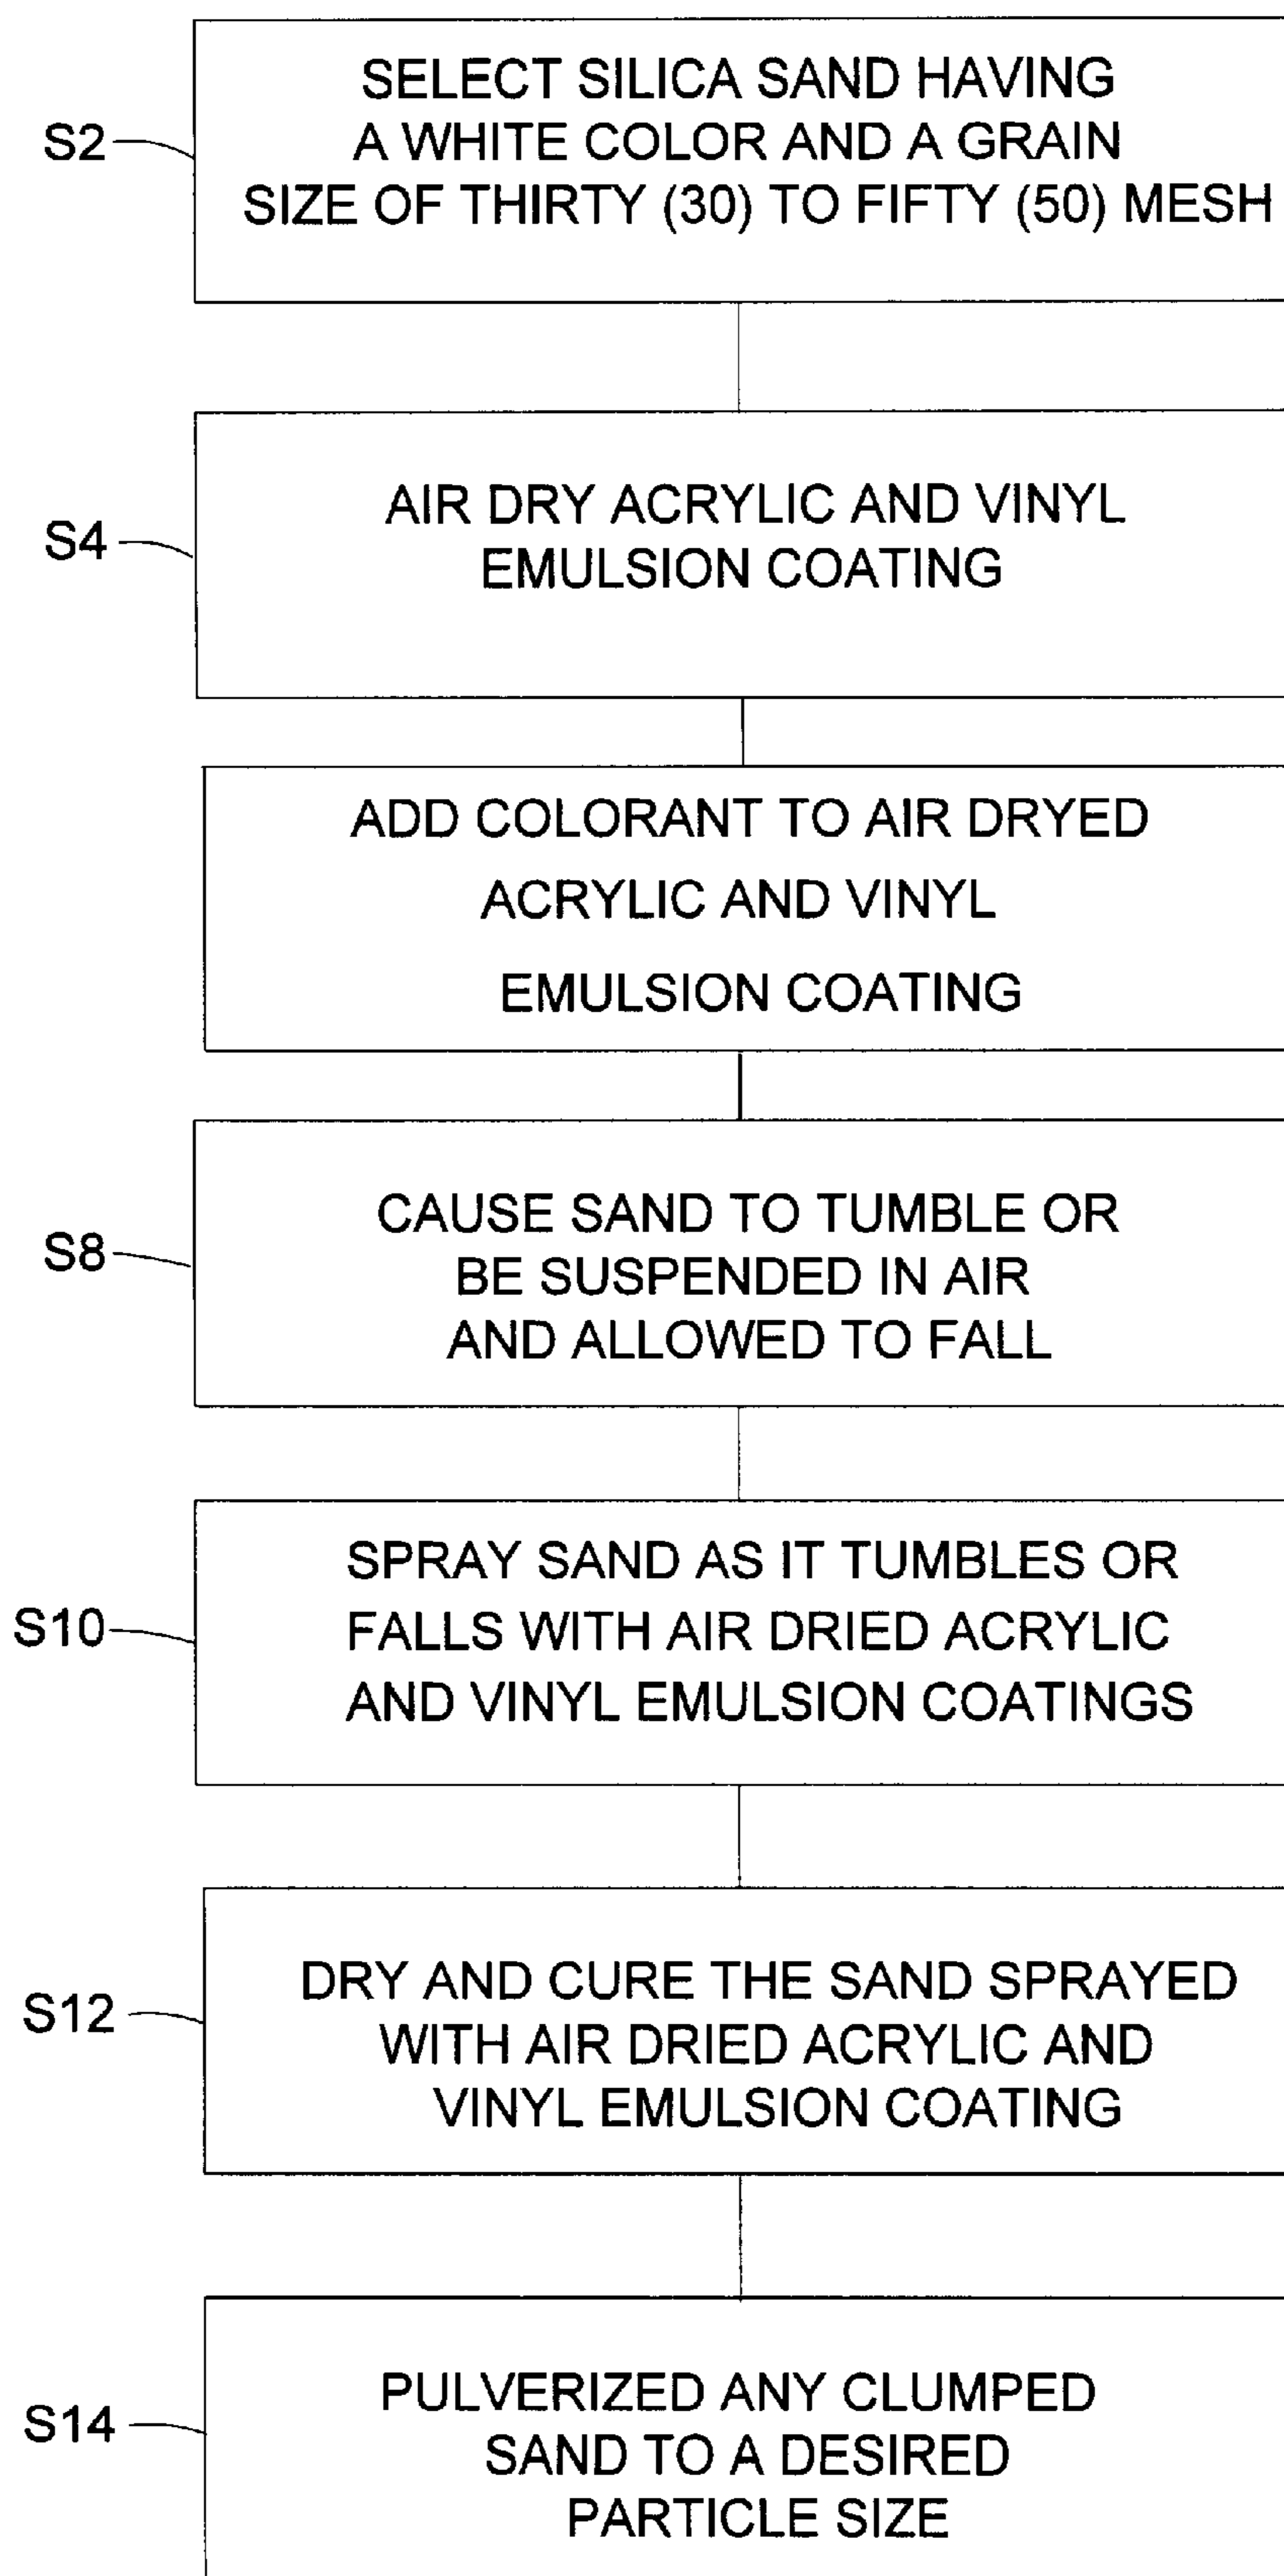 SELECT SILICA SAND HAVING
S2
A WHITE COLOR AND A GRAIN
SIZE OF THIRTY (30) TO FIFTY (50) MESH
AIR DRY ACRYLIC AND VINYL
S4
EMULSION COATING
ADD COLORANT TO AIR DRYED
ACRYLIC AND VINYL
EMULSION COATING
CAUSE SAND TO TUMBLE OR
S8
BE SUSPENDED IN AIR
AND ALLOWED TO FALL
SPRAY SAND AS IT TUMBLES OR
S10
FALLS WITH AIR DRIED ACRYLIC
AND VINYL EMULSION COATINGS
DRY AND CURE THE SAND SPRAYED
S12
WITH AIR DRIED ACRYLIC AND
VINYL EMULSION COATING
PULVERIZED ANY CLUMPED
S14
SAND TO A DESIRED
PARTICLE SIZE